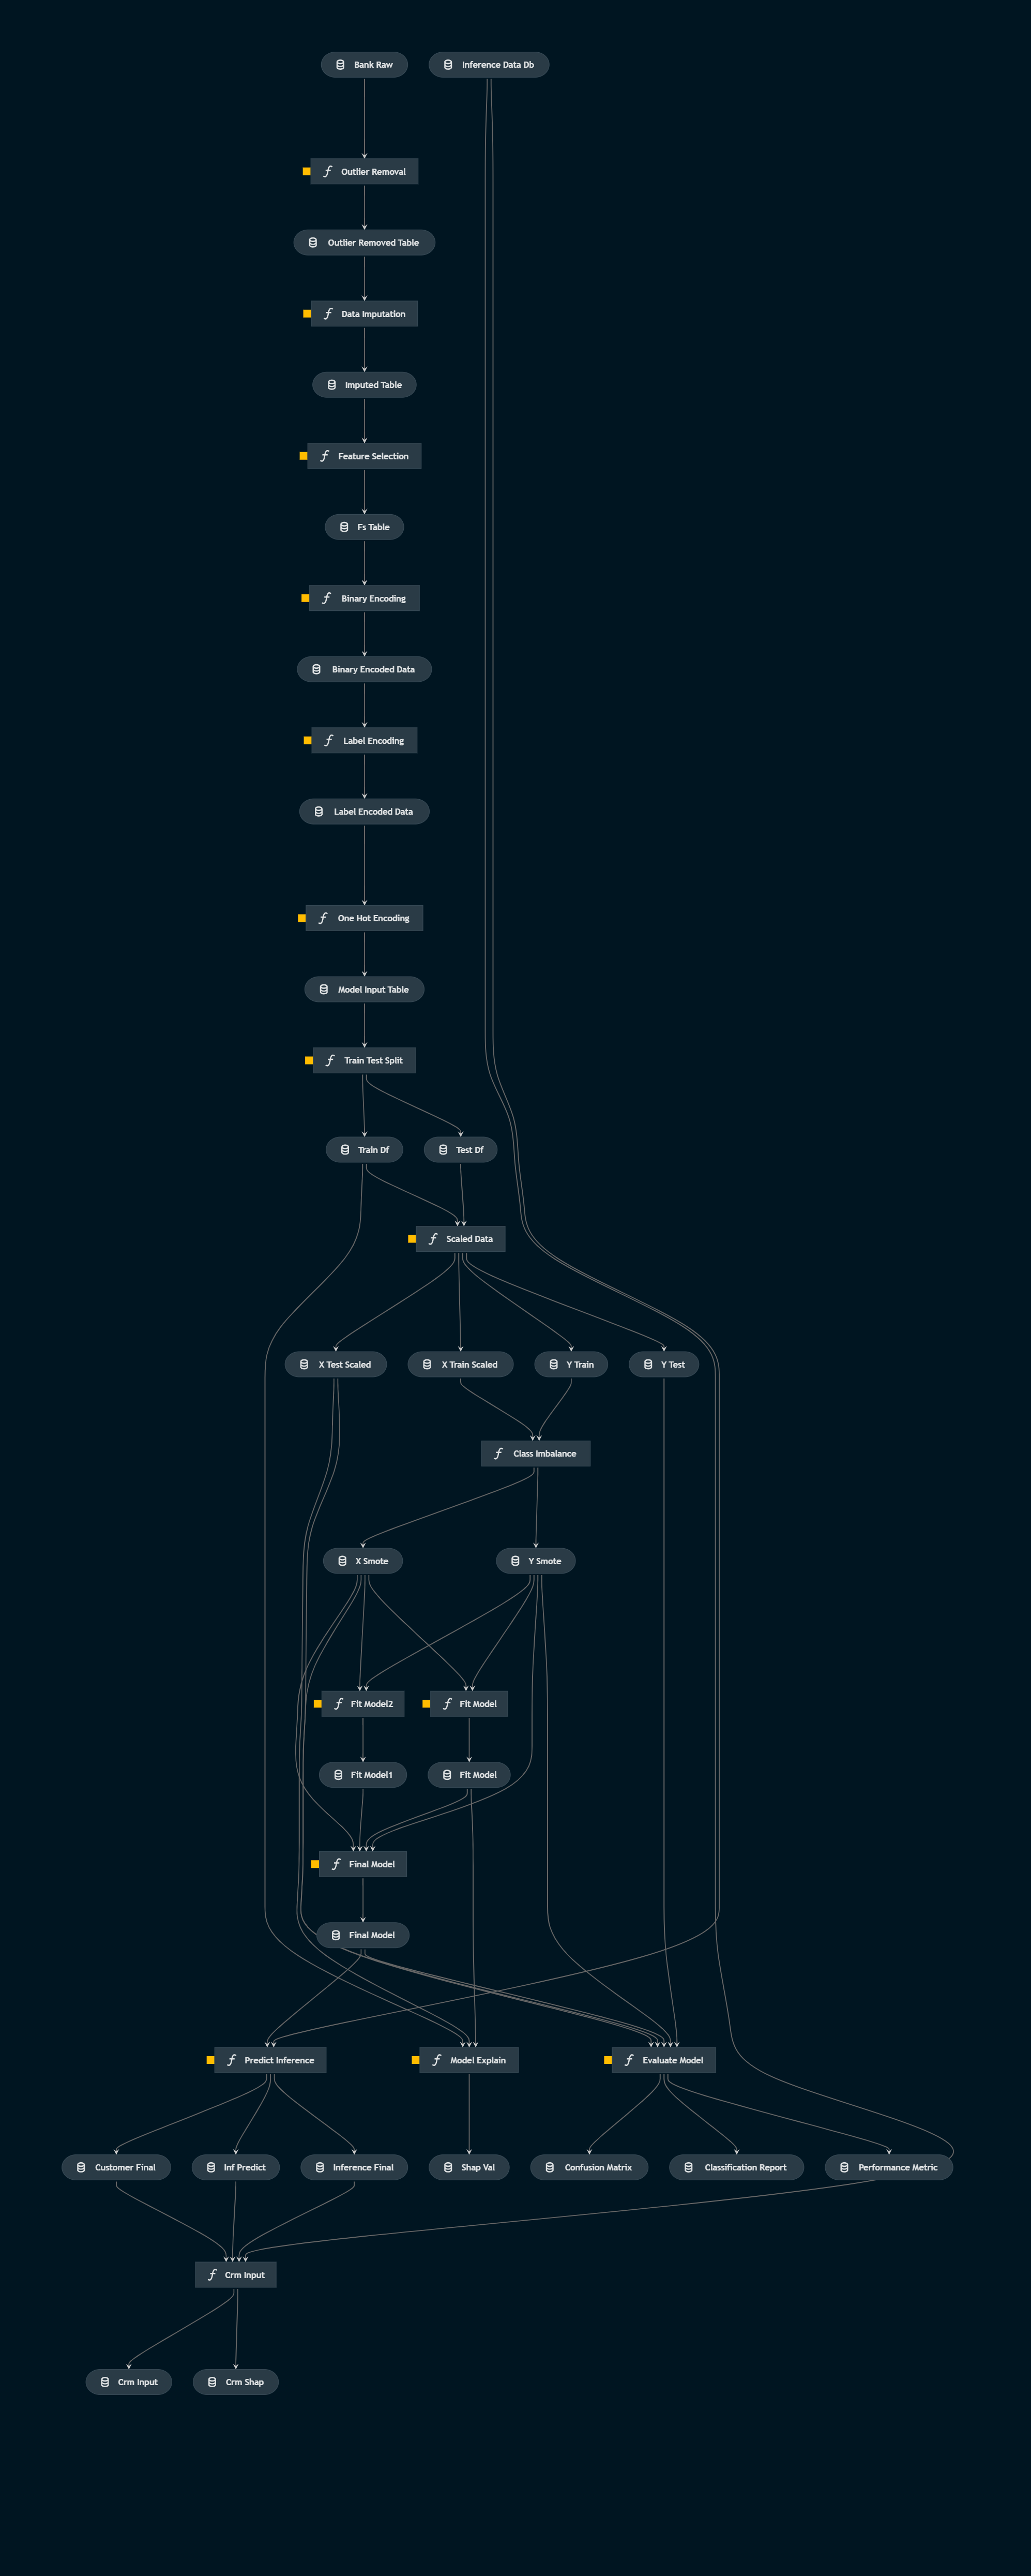 Bank Raw
Inference Data Db
Outlier Removal
Outlier Removed Table
Data Imputation
Imputed Table
Feature Selection
Fs Table
Binary Encoding
Binary Encoded Data
Label Encoding
Label Encoded Data
One Hot Encoding
Model Input Table
Train Test Split
Train Df
Test Df
Scaled Data
X Test Scaled
X Train Scaled
Y Train
Y Test
Class Imbalance
X Smote
Y Smote
Fit Model2
Fit Model
Fit Model1
Fit Model
Final Model
Final Model
Predict Inference
Model Explain
Evaluate Model
Customer Final
Inf Predict
Inference Final
Shap Val
Confusion Matrix
Classification Report
Performance Metric
Crm Input
Crm Input
Crm Shap